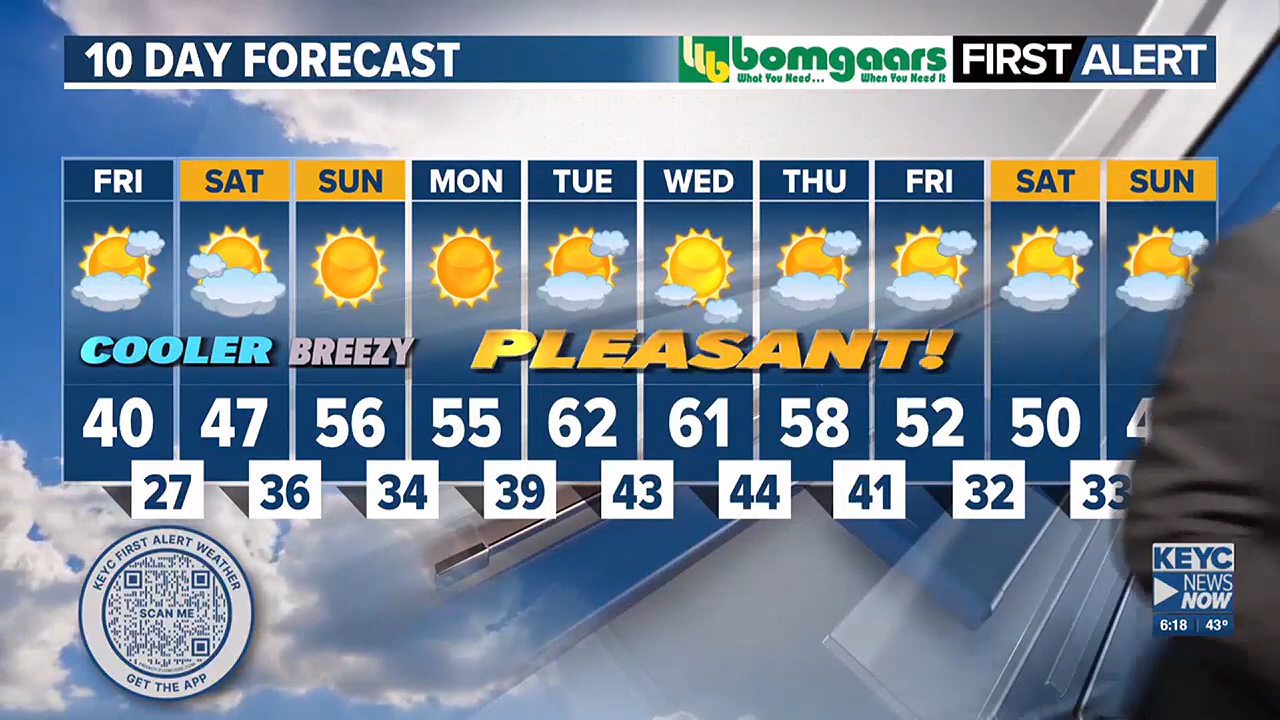 10 DAY FORECAST
bomgaars
What You Need... When You Need It
FIRST ALERT
FRI SAT SUN MON TUE WED THU FRI SAT SUN
COOLER BREEZY PLEASANT!
40 47 56 55 62 61 58 52 50
27 36 34 39 43 44 41 32 33
KEYC FIRST ALERT WEATHER
SCAN ME
GET THE APP
KEYC
NEWS
NOW
6:18 43°